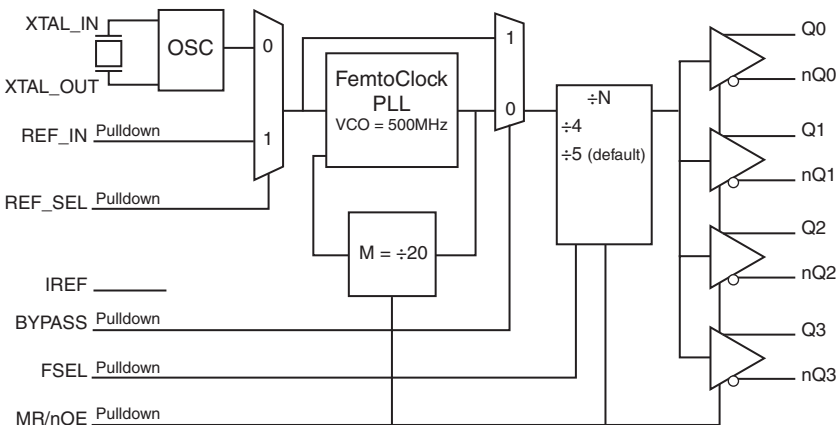 XTAL_IN
OSC
XTAL_OUT
0
1
REF_IN Pulldown
REF_SEL Pulldown
FemtoClock
PLL
VCO = 500MHz
1
0
M = ÷20
÷N
÷4
÷5 (default)
IREF
BYPASS Pulldown
FSEL Pulldown
MR/nOE Pulldown
Q0
nQ0
Q1
nQ1
Q2
nQ2
Q3
nQ3